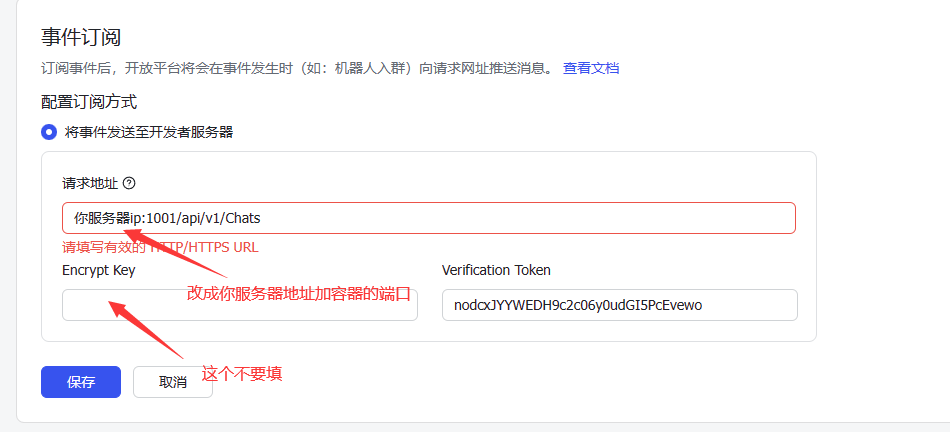 事件订阅
订阅事件后，开放平台将会在事件发生时（如：机器人入群）向请求网址推送消息。 查看文档
配置订阅方式
将事件发送至开发者服务器
请求地址
你服务器ip:1001/api/v1/Chats
请填写有效的 HTTP/HTTPS URL
Encrypt Key
Verification Token
改成你服务器地址加容器的端口
nodcxJYYWEDH9c2c06y0udGI5PcEvewo
这个不要填
保存
取消